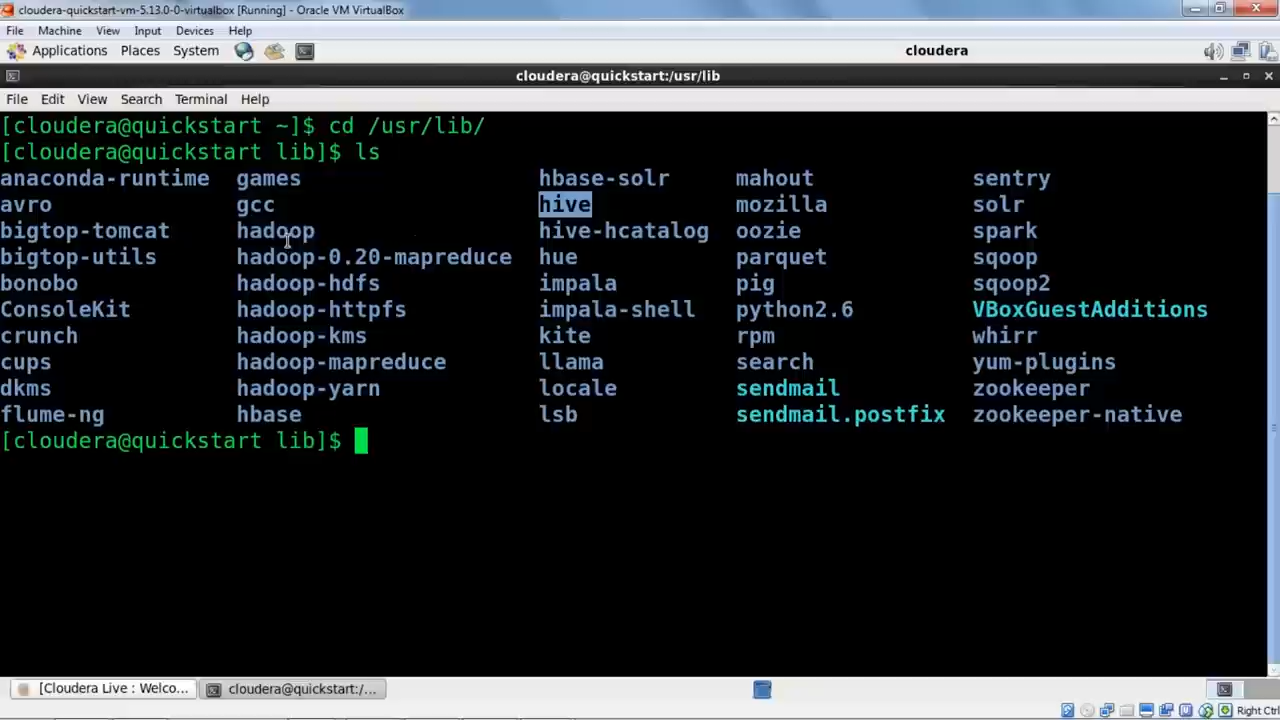 cloudera-quickstart-vm-5.13.0-0-virtualbox [Running] - Oracle VM VirtualBox
File Machine View Input Devices Help
Applications Places System cloudera
cloudera@quickstart:/usr/lib
File Edit View Search Terminal Help
[cloudera@quickstart ~]$ cd /usr/lib/
[cloudera@quickstart lib]$ ls
anaconda-runtime games hbase-solr mahout sentry
avro gcc hive mozilla solr
bigtop-tomcat hadoop hive-hcatalog oozie spark
bigtop-utils hadoop-0.20-mapreduce hue parquet sqoop
bonobo hadoop-hdfs impala pig sqoop2
ConsoleKit hadoop-httpfs impala-shell python2.6 VBoxGuestAdditions
crunch hadoop-kms kite rpm whirr
cups hadoop-mapreduce llama search yum-plugins
dkms hadoop-yarn locale sendmail zookeeper
flume-ng hbase lsb sendmail.postfix zookeeper-native
[cloudera@quickstart lib]$
[Cloudera Live : Welco... cloudera@quickstart:/...
Right Ctrl